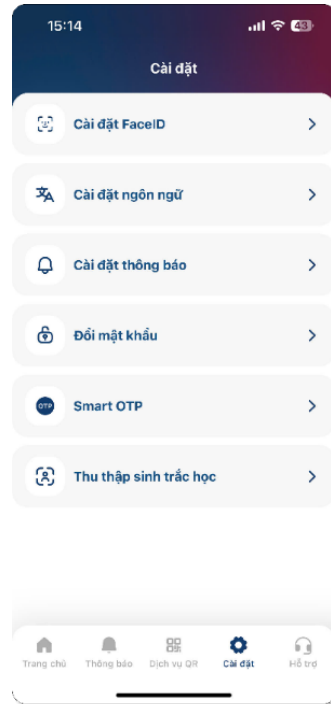 15:14
43
Cài đặt
Cài đặt FaceID
Cài đặt ngôn ngữ
Cài đặt thông báo
Đổi mật khẩu
OTP
Smart OTP
Thu thập sinh trắc học
Trang chủ
Thông báo
Dịch vụ QR
Cài đặt
Hỗ trợ